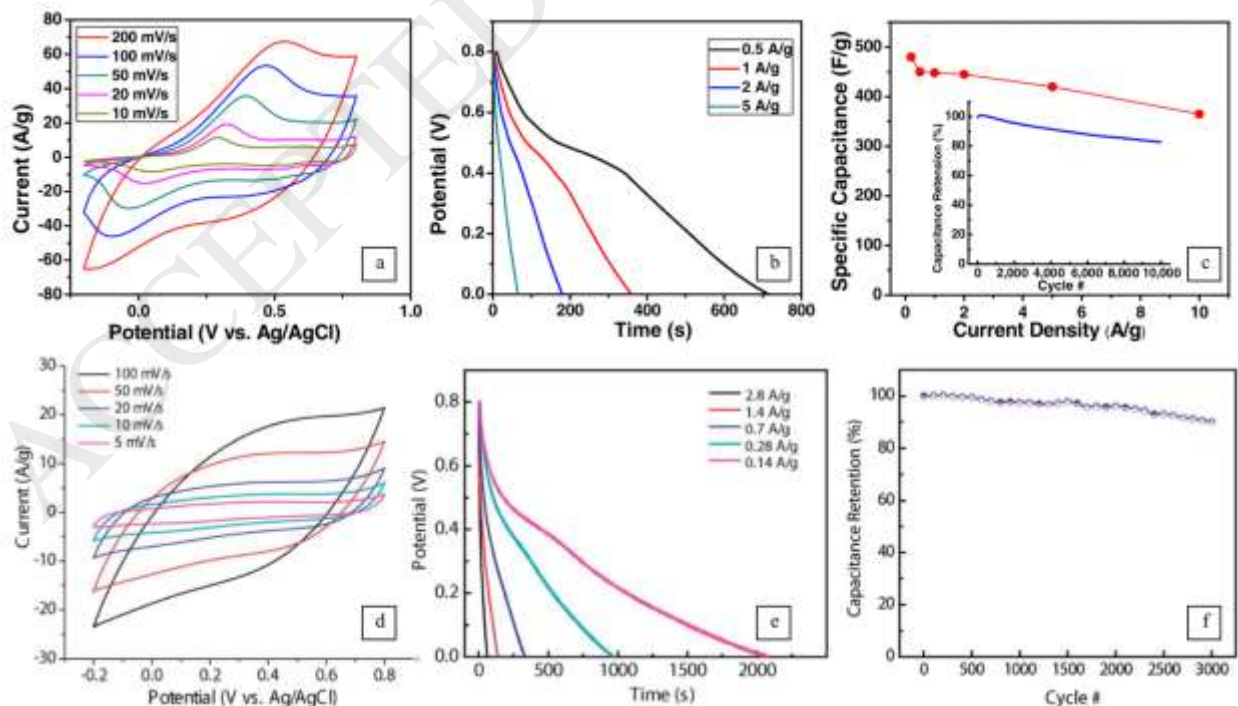 ACCEPTED
80
60
40
20
0
-20
-40
-60
-80
Current (A/g)
200 mV/s
100 mV/s
50 mV/s
20 mV/s
10 mV/s
a
0.0
0.5
1.0
Potential (V vs. Ag/AgCl)
0.8
0.6
0.4
0.2
0.0
Potential (V)
0.5 A/g
1 A/g
2 A/g
5 A/g
b
0
200
400
600
800
Time (s)
500
400
300
200
100
0
Specific Capacitance (F/g)
100
80
60
40
20
0
Capacitance Retention (%)
0
2,000
4,000
6,000
8,000
10,000
Cycle #
c
0
2
4
6
8
10
Current Density (A/g)
30
20
10
0
-10
-20
-30
Current (A/g)
100 mV/s
50 mV/s
20 mV/s
10 mV/s
5 mV/s
d
-0.2
0.0
0.2
0.4
0.6
0.8
Potential (V vs. Ag/AgCl)
0.8
0.6
0.4
0.2
0.0
Potential (V)
2.8 A/g
1.4 A/g
0.7 A/g
0.28 A/g
0.14 A/g
e
0
500
1000
1500
2000
2500
Time (s)
100
80
60
40
20
0
Capacitance Retention (%)
f
0
500
1000
1500
2000
2500
3000
Cycle #